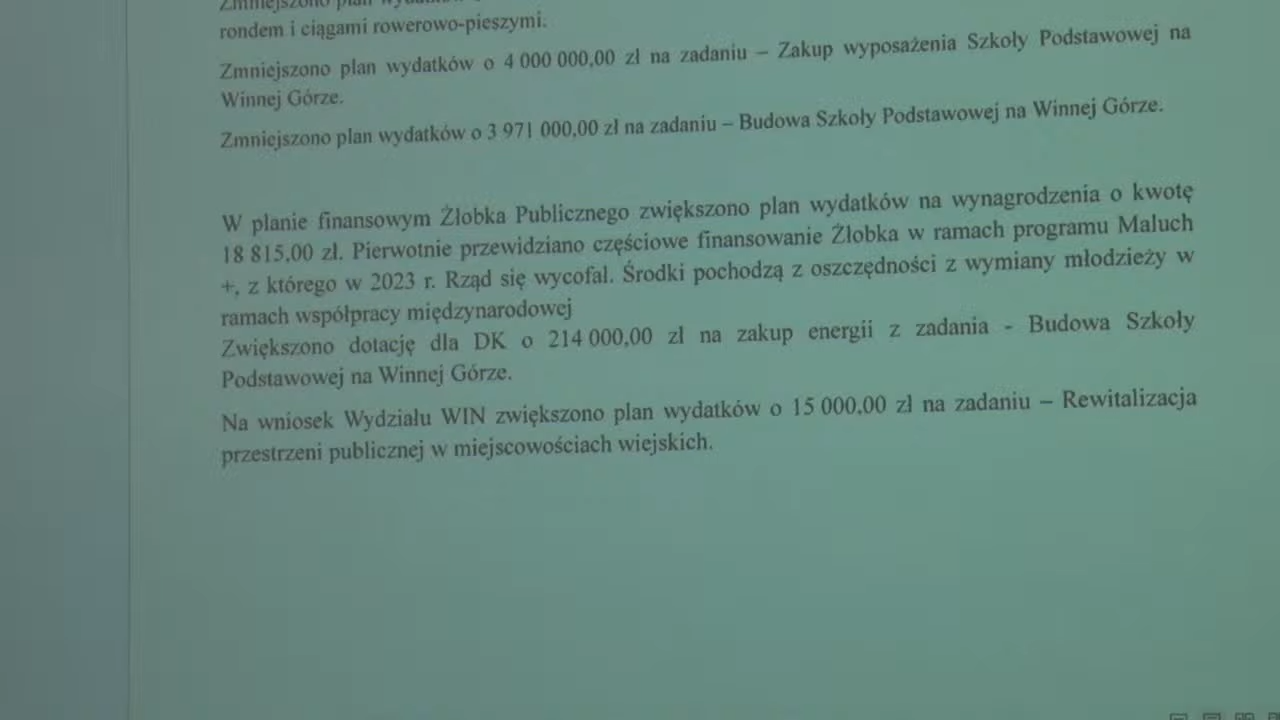 Zmniejszono plan
rondem i ciągami rowerowo-pieszymi.
Zmniejszono plan wydatków o 4 000 000,00 zł na zadaniu – Zakup wyposażenia Szkoły Podstawowej na
Winnej Górze.
Zmniejszono plan wydatków o 3 971 000,00 zł na zadaniu – Budowa Szkoły Podstawowej na Winnej Górze.
W planie finansowym Żłobka Publicznego zwiększono plan wydatków na wynagrodzenia o kwotę
18 815,00 zł. Pierwotnie przewidziano częściowe finansowanie Żłobka w ramach programu Maluch
+, z którego w 2023 r. Rząd się wycofał. Środki pochodzą z oszczędności z wymiany młodzieży w
ramach współpracy międzynarodowej
Zwiększono dotację dla DK o 214 000,00 zł na zakup energii z zadania - Budowa Szkoły
Podstawowej na Winnej Górze.
Na wniosek Wydziału WIN zwiększono plan wydatków o 15 000,00 zł na zadaniu – Rewitalizacja
przestrzeni publicznej w miejscowościach wiejskich.